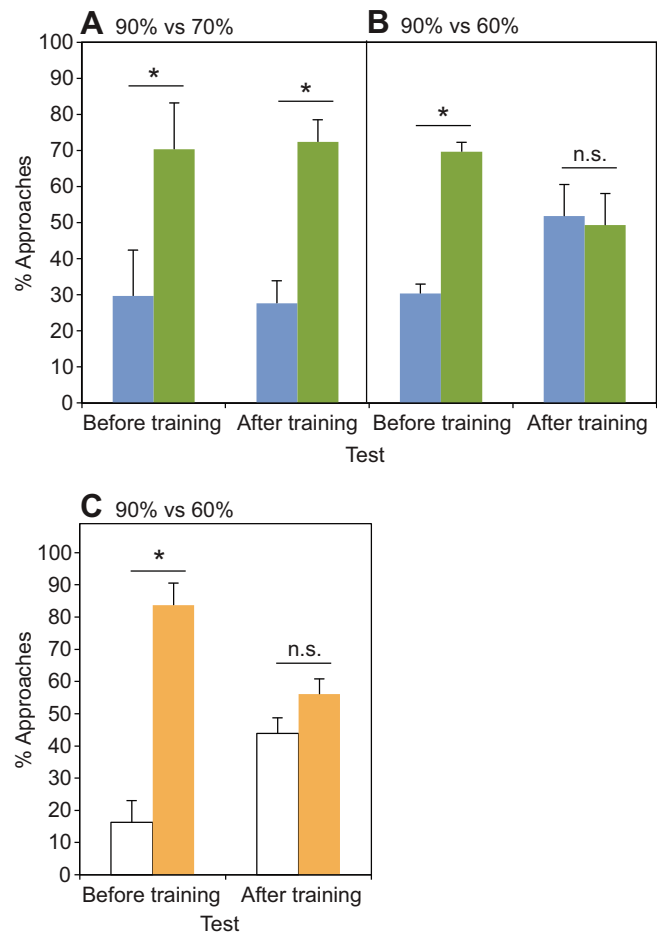 A 90% vs 70%
B 90% vs 60%
% Approaches
100
90
80
70
60
50
40
30
20
10
0
*
*
*
n.s.
Before training After training Before training After training
Test
C 90% vs 60%
% Approaches
100
90
80
70
60
50
40
30
20
10
0
*
n.s.
Before training After training
Test